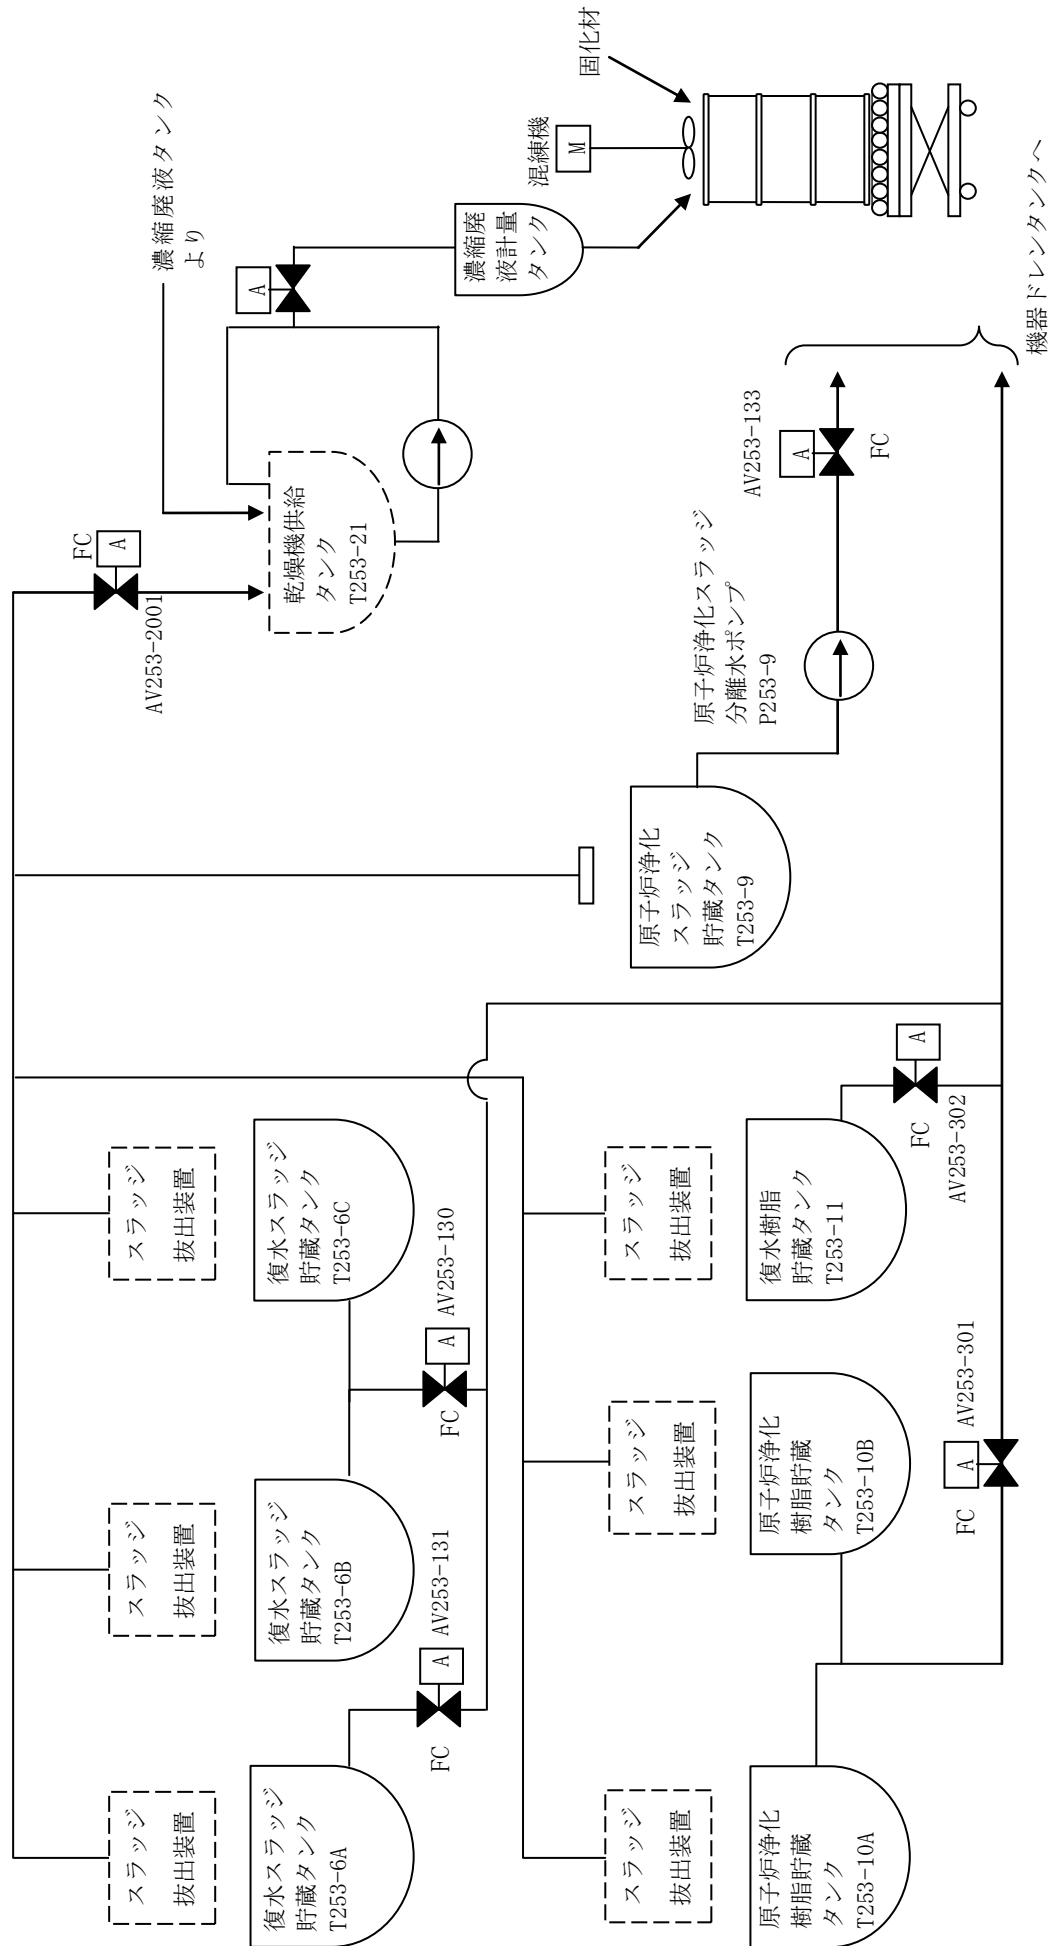 スラッジ
抜出装置
スラッジ
抜出装置
スラッジ
抜出装置
FC
A
AV253-2001
濃縮廃液タンク
より
復水スラッジ
貯蔵タンク
T253-6A
復水スラッジ
貯蔵タンク
T253-6B
復水スラッジ
貯蔵タンク
T253-6C
乾燥機供給
タンク
T253-21
A
FC
A
AV253-131
FC
A
AV253-130
濃縮廃
液計量
タンク
混練機
M
固化材
スラッジ
抜出装置
スラッジ
抜出装置
スラッジ
抜出装置
原子炉浄化
スラッジ
貯蔵タンク
T253-9
原子炉浄化スラッジ
分離水ポンプ
P253-9
AV253-133
A
FC
原子炉浄化
樹脂貯蔵
タンク
T253-10A
原子炉浄化
樹脂貯蔵
タンク
T253-10B
復水樹脂
貯蔵タンク
T253-11
FC
A
AV253-302
FC
A
AV253-301
機器ドレンタンクへ